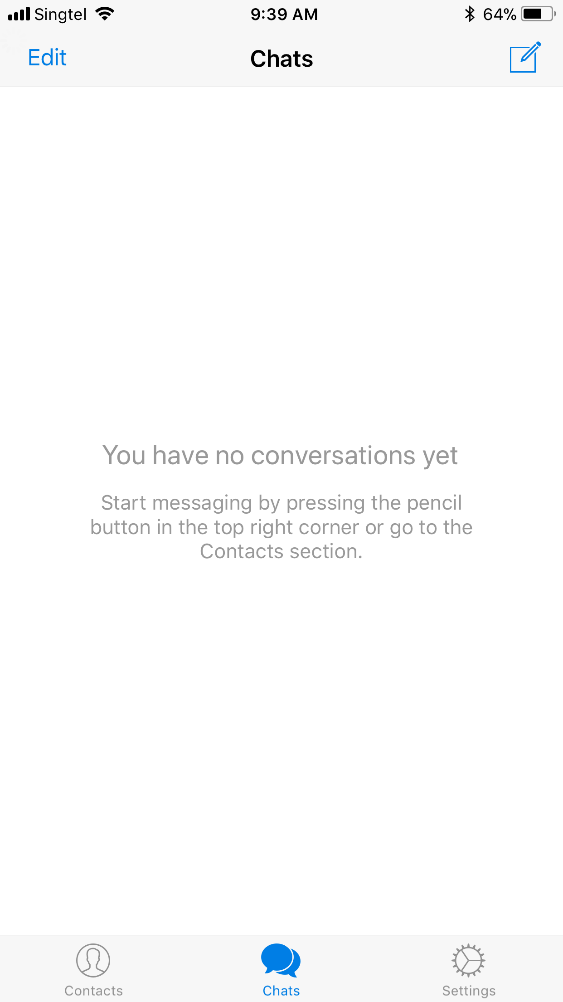 Singtel 9:39 AM 64%
Edit Chats
You have no conversations yet
Start messaging by pressing the pencil
button in the top right corner or go to the
Contacts section.
Contacts Chats Settings